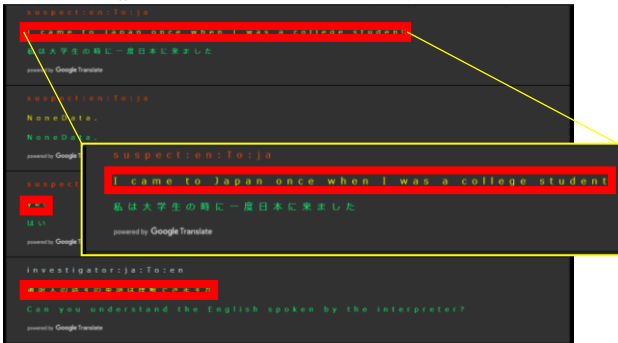 suspect:en:To:ja
I came to Japan once when I was a college student
私は大学生の時に一度日本に来ました
powered by Google Translate
suspect:en:To:ja
NoneData.
NoneData.
powered by Google T
suspect
はい
powered by Google T
suspect:en:To:ja
I came to Japan once when I was a college student
私は大学生の時に一度日本に来ました
powered by Google Translate
investigator:ja:To:en
Can you understand the English spoken by the interpreter?
powered by Google Translate